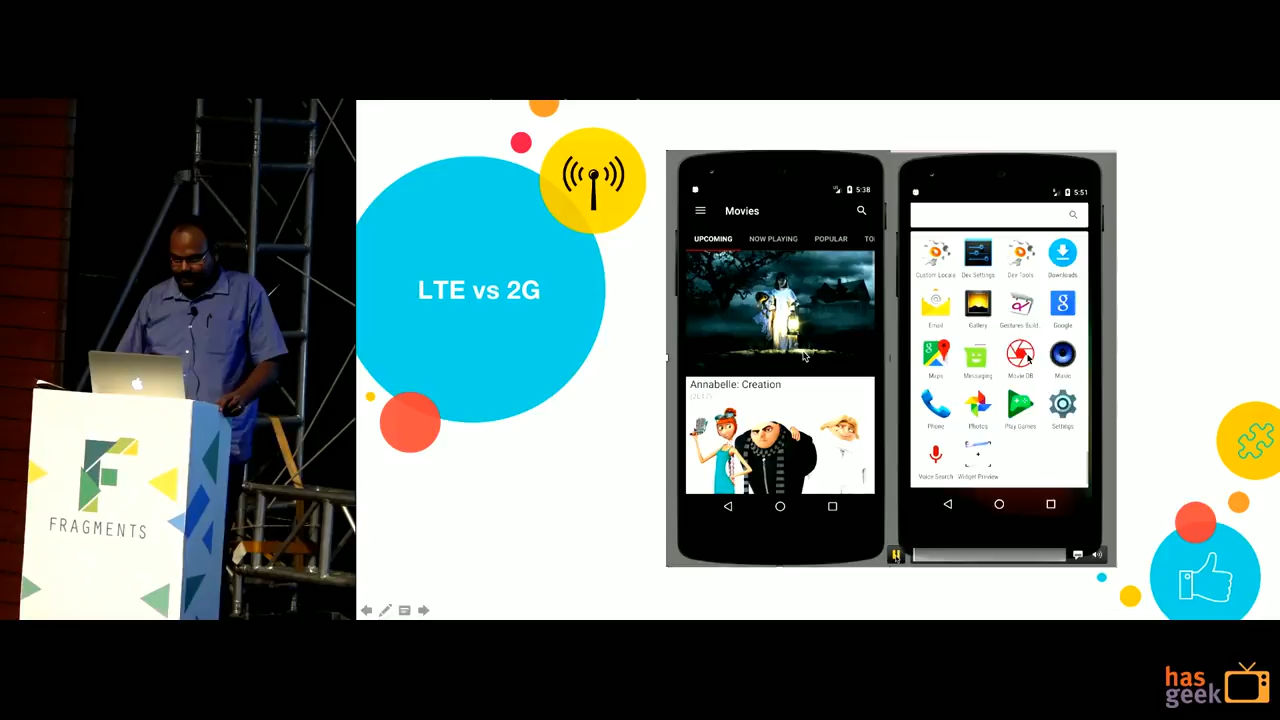 FRAGMENTS
LTE vs 2G
5:38
Movies
UPCOMING NOW PLAYING POPULAR TO
Annabelle: Creation
5:51
Custom Locale Dev Settings Dev Tools Downloads
Email Gallery Gestures Build. Google
Maps Messaging Movie DB Music
Phone Photos Play Games Settings
Voice Search Widget Preview
has
geek